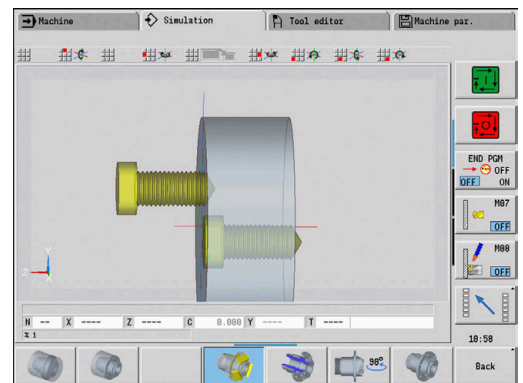 Machine
Simulation
Tool editor
Machine par.
END PGM
OFF
OFF ON
M07
OFF
M08
OFF
Y
Z
X
N -- X ---- Z ---- C 0.000 Y ---- T ----
% 1
10:58
90°
Back